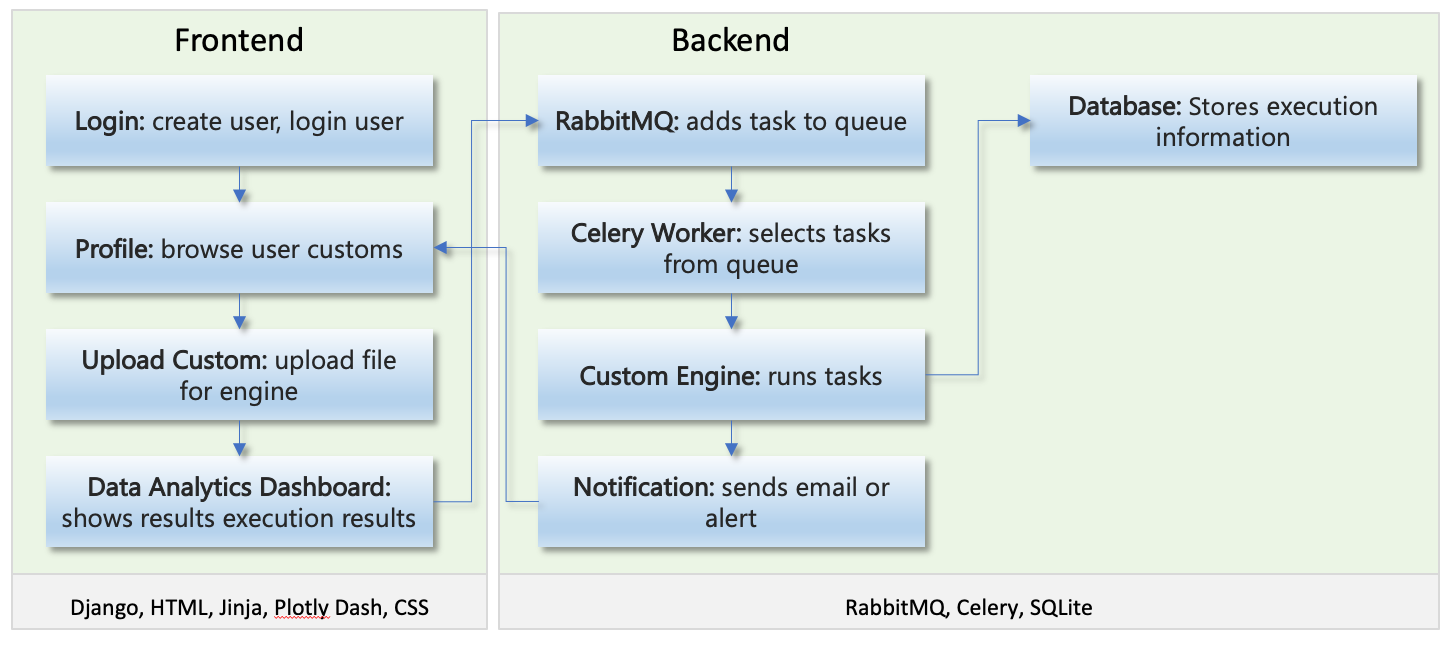 Frontend
Login: create user, login user
Profile: browse user customs
Upload Custom: upload file
for engine
Data Analytics Dashboard:
shows results execution results
Django, HTML, Jinja, Plotly Dash, CSS
Backend
RabbitMQ: adds task to queue
Celery Worker: selects tasks
from queue
Custom Engine: runs tasks
Notification: sends email or
alert
Database: Stores execution
information
RabbitMQ, Celery, SQLite